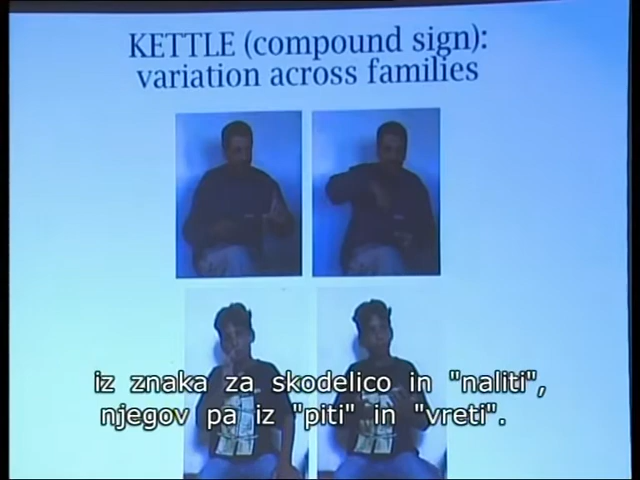 KETTLE (compound sign):
variation across families
iz znaka za skodelico in "naliti",
njegov pa iz "piti" in "vreti".